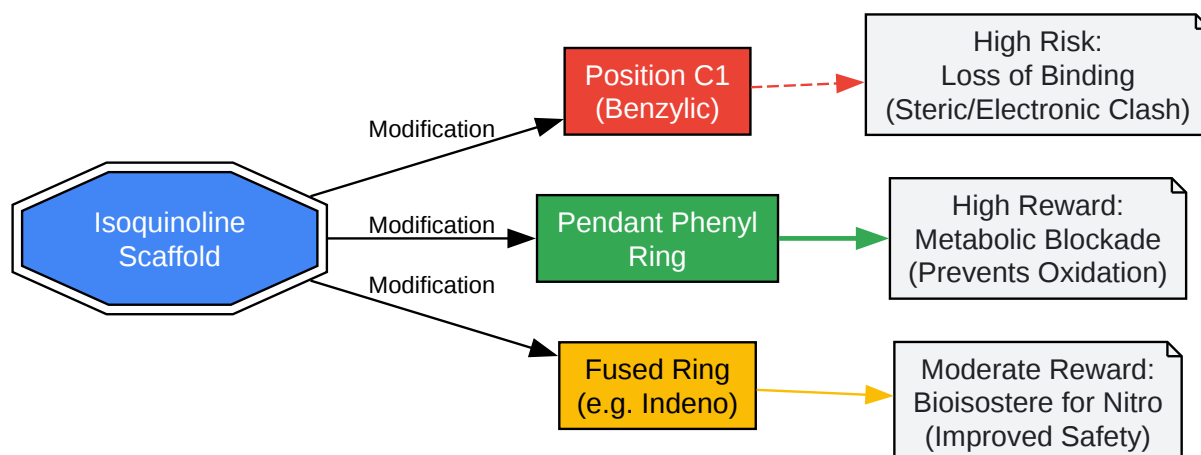 Isoquinoline
Scaffold
Modification
Position C1
(Benzylic)
High Risk:
Loss of Binding
(Steric/Electronic Clash)
Modification
Pendant Phenyl
Ring
High Reward:
Metabolic Blockade
(Prevents Oxidation)
Modification
Fused Ring
(e.g. Indeno)
Moderate Reward:
Bioisostere for Nitro
(Improved Safety)